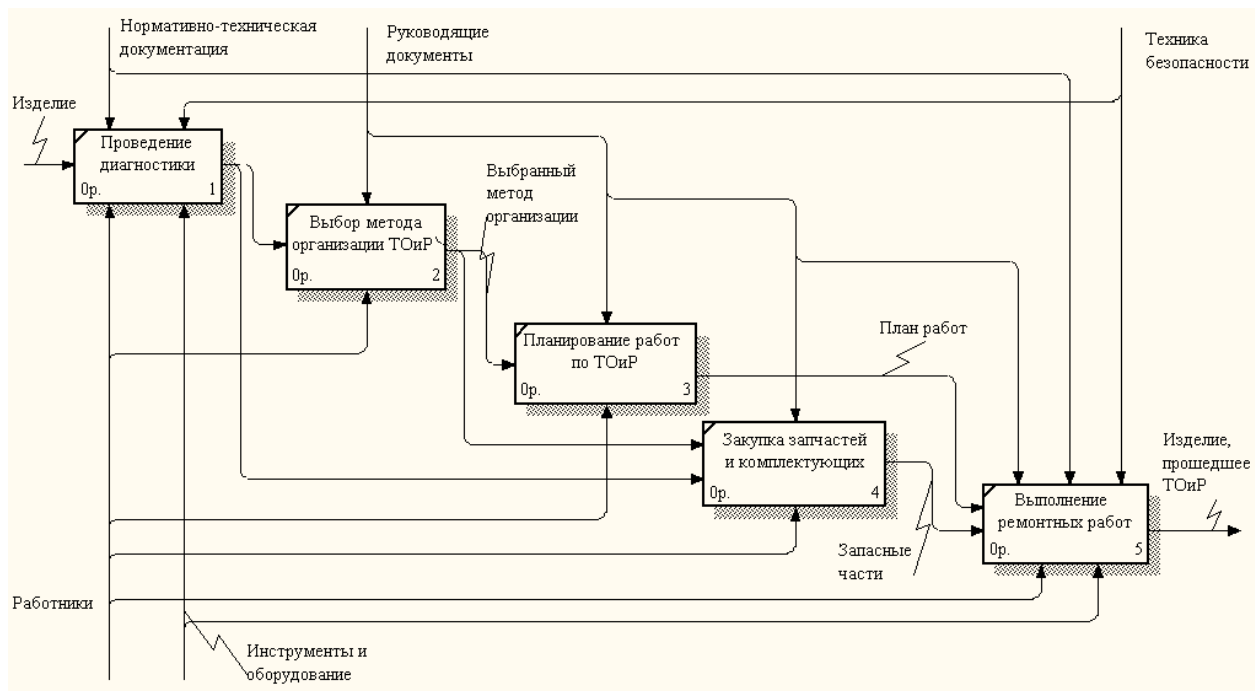 Нормативно-техническая
документация
Руководящие
документы
Техника
безопасности
Изделие
Проведение
диагностики
0р. 1
Выбранный
метод
организации
Выбор метода
организации ТОиР
0р. 2
План работ
Планирование работ
по ТОиР
0р. 3
Закупка запчастей
и комплектующих
0р. 4
Изделие,
прошедшее
ТОиР
Выполнение
ремонтных работ
0р. 5
Запасные
части
Работники
Инструменты и
оборудование